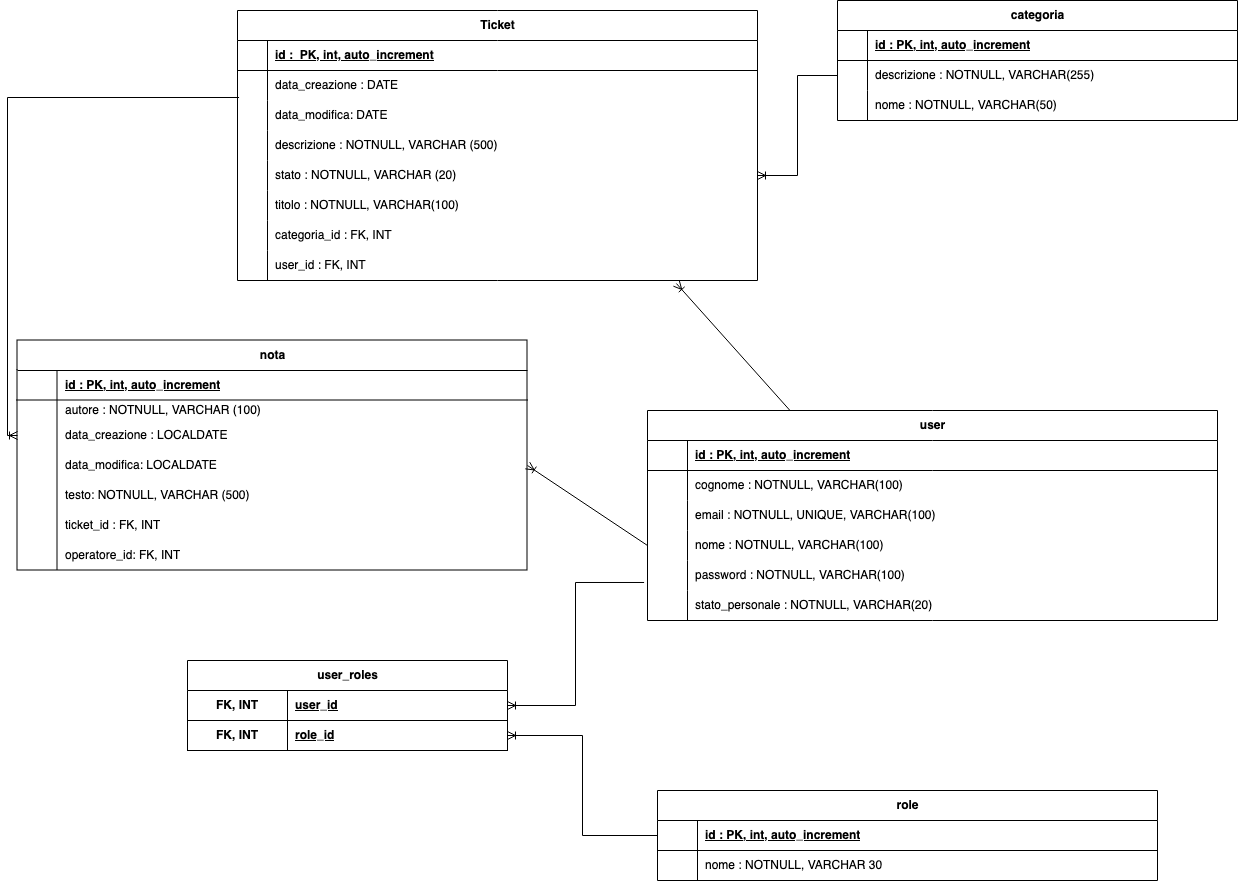 Ticket
id : PK, int, auto_increment
data_creazione : DATE
data_modifica: DATE
descrizione : NOTNULL, VARCHAR (500)
stato : NOTNULL, VARCHAR (20)
titolo : NOTNULL, VARCHAR(100)
categoria_id : FK, INT
user_id : FK, INT
categoria
id : PK, int, auto_increment
descrizione : NOTNULL, VARCHAR(255)
nome : NOTNULL, VARCHAR(50)
nota
id : PK, int, auto_increment
autore : NOTNULL, VARCHAR (100)
data_creazione : LOCALDATE
data_modifica: LOCALDATE
testo: NOTNULL, VARCHAR (500)
ticket_id : FK, INT
operatore_id: FK, INT
user
id : PK, int, auto_increment
cognome : NOTNULL, VARCHAR(100)
email : NOTNULL, UNIQUE, VARCHAR(100)
nome : NOTNULL, VARCHAR(100)
password : NOTNULL, VARCHAR(100)
stato_personale : NOTNULL, VARCHAR(20)
user_roles
FK, INT user_id
FK, INT role_id
role
id : PK, int, auto_increment
nome : NOTNULL, VARCHAR 30